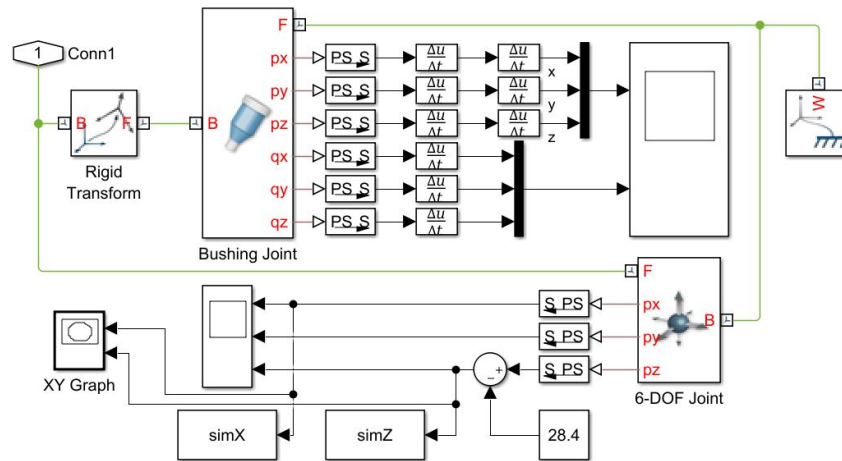 1
Conn1
B
F
Rigid
Transform
B
F
px
py
pz
qx
qy
qz
Bushing Joint
PS S
PS S
PS S
PS S
PS S
PS S
Δu
Δt
Δu
Δt
Δu
Δt
Δu
Δt
Δu
Δt
Δu
Δt
Δu
Δt
Δu
Δt
Δu
Δt
x
y
z
W
F
px
py
pz
B
6-DOF Joint
S PS
S PS
S PS
+
−
28.4
XY Graph
simX
simZ